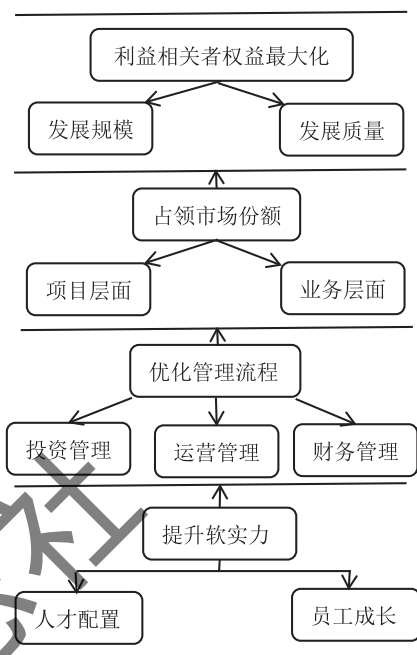 利益相关者权益最大化
发展规模
发展质量
占领市场份额
项目层面
业务层面
优化管理流程
投资管理
运营管理
财务管理
提升软实力
人才配置
员工成长
社